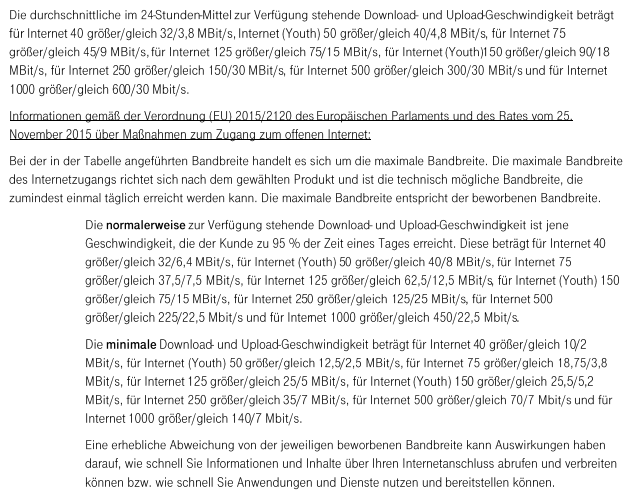 Die durchschnittliche im 24-Stunden-Mittel zur Verfügung stehende Download- und Upload-Geschwindigkeit beträgt
für Internet 40 größer/gleich 32/3,8 MBit/s, Internet (Youth) 50 größer/gleich 40/4,8 MBit/s, für Internet 75
größer/gleich 45/9 MBit/s, für Internet 125 größer/gleich 75/15 MBit/s, für Internet (Youth)150 größer/gleich 90/18
MBit/s, für Internet 250 größer/gleich 150/30 MBit/s, für Internet 500 größer/gleich 300/30 MBit/s und für Internet
1000 größer/gleich 600/30 Mbit/s.
Informationen gemäß der Verordnung (EU) 2015/2120 des Europäischen Parlaments und des Rates vom 25.
November 2015 über Maßnahmen zum Zugang zum offenen Internet:
Bei der in der Tabelle angeführten Bandbreite handelt es sich um die maximale Bandbreite. Die maximale Bandbreite
des Internetzugangs richtet sich nach dem gewählten Produkt und ist die technisch mögliche Bandbreite, die
zumindest einmal täglich erreicht werden kann. Die maximale Bandbreite entspricht der beworbenen Bandbreite.
Die normalerweise zur Verfügung stehende Download- und Upload-Geschwindigkeit ist jene
Geschwindigkeit, die der Kunde zu 95 % der Zeit eines Tages erreicht. Diese beträgt für Internet 40
größer/gleich 32/6,4 MBit/s, für Internet (Youth) 50 größer/gleich 40/8 MBit/s, für Internet 75
größer/gleich 37,5/7,5 MBit/s, für Internet 125 größer/gleich 62,5/12,5 MBit/s, für Internet (Youth) 150
größer/gleich 75/15 MBit/s, für Internet 250 größer/gleich 125/25 MBit/s, für Internet 500
größer/gleich 225/22,5 Mbit/s und für Internet 1000 größer/gleich 450/22,5 Mbit/s.
Die minimale Download- und Upload-Geschwindigkeit beträgt für Internet 40 größer/gleich 10/2
MBit/s, für Internet (Youth) 50 größer/gleich 12,5/2,5 MBit/s, für Internet 75 größer/gleich 18,75/3,8
MBit/s, für Internet 125 größer/gleich 25/5 MBit/s, für Internet (Youth) 150 größer/gleich 25,5/5,2
MBit/s, für Internet 250 größer/gleich 35/7 MBit/s, für Internet 500 größer/gleich 70/7 Mbit/s und für
Internet 1000 größer/gleich 140/7 Mbit/s.
Eine erhebliche Abweichung von der jeweiligen beworbenen Bandbreite kann Auswirkungen haben
darauf, wie schnell Sie Informationen und Inhalte über Ihren Internetanschluss abrufen und verbreiten
können bzw. wie schnell Sie Anwendungen und Dienste nutzen und bereitstellen können.